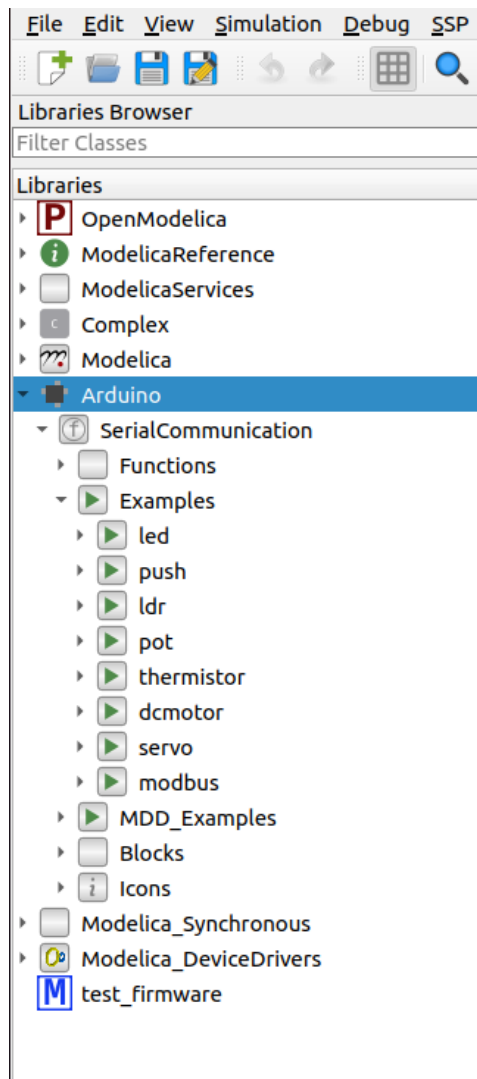 File Edit View Simulation Debug SSP
Libraries Browser
Filter Classes
Libraries
P OpenModelica
i ModelicaReference
ModelicaServices
C Complex
m Modelica
Arduino
f SerialCommunication
Functions
Examples
led
push
ldr
pot
thermistor
dcmotor
servo
modbus
MDD_Examples
Blocks
i Icons
Modelica_Synchronous
Modelica_DeviceDrivers
M test_firmware